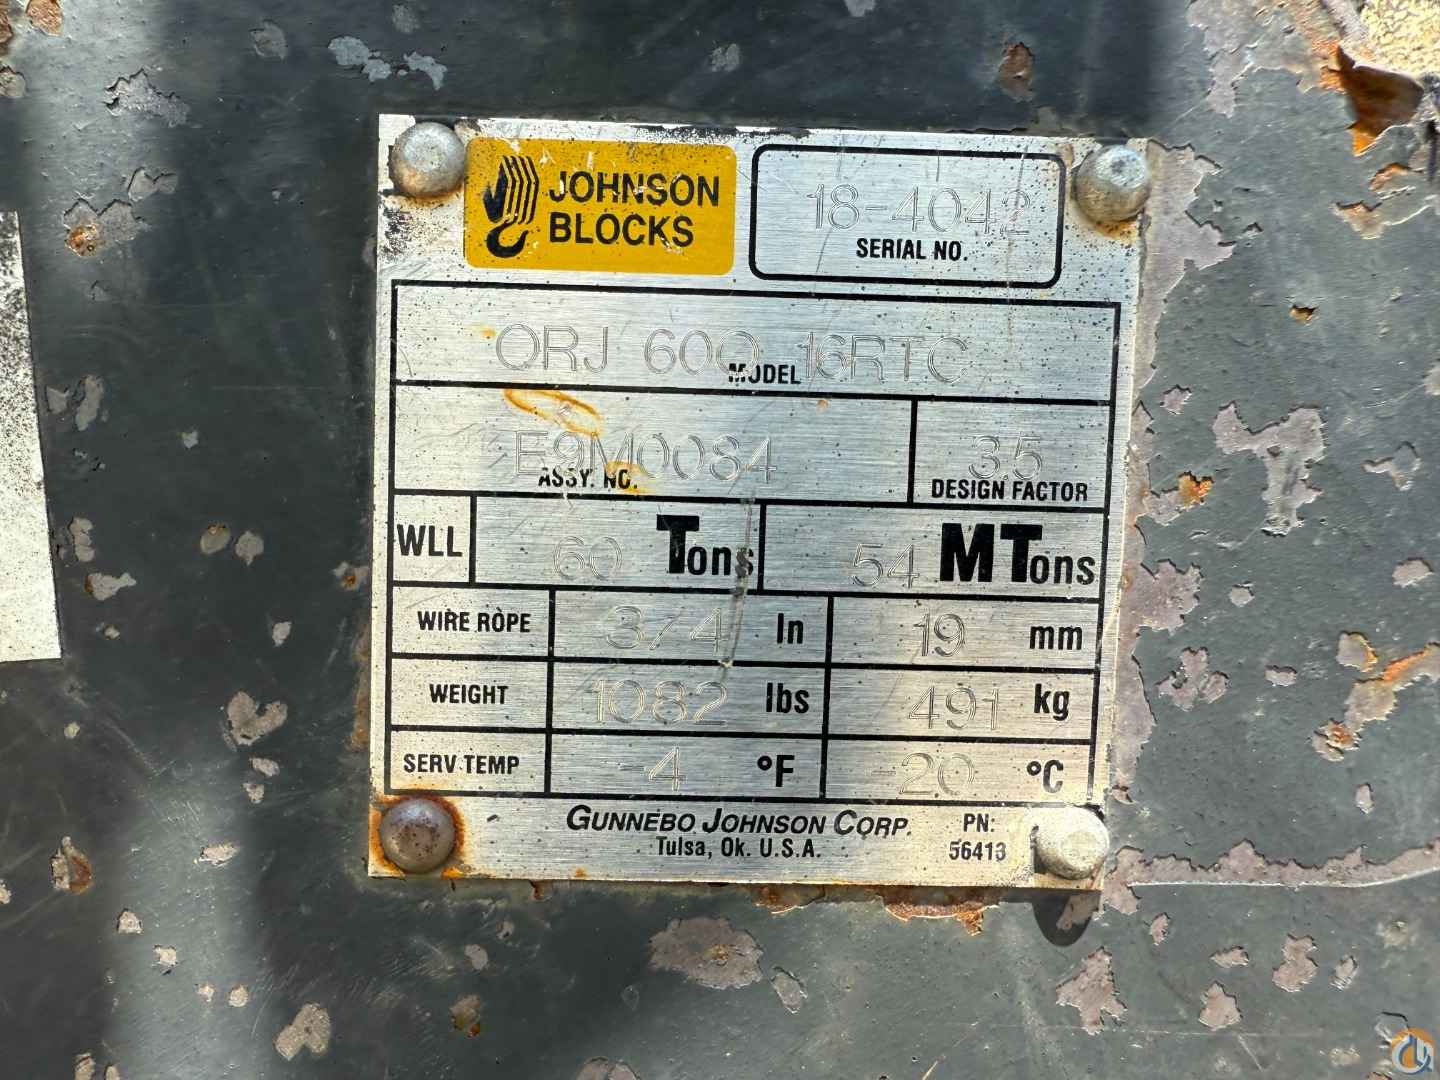 JOHNSON
BLOCKS
18-4042
SERIAL NO.
QRJ 60Q 16RTC
MODEL
E9M0084
ASSY. NO.
3.5
DESIGN FACTOR
WLL 60 Tons 54 MTons
WIRE ROPE 3/4 In 19 mm
WEIGHT 1082 lbs 491 kg
SERV TEMP -4 °F -20 °C
GUNNEBO JOHNSON CORP.
Tulsa, Ok. U.S.A.
PN:
56413